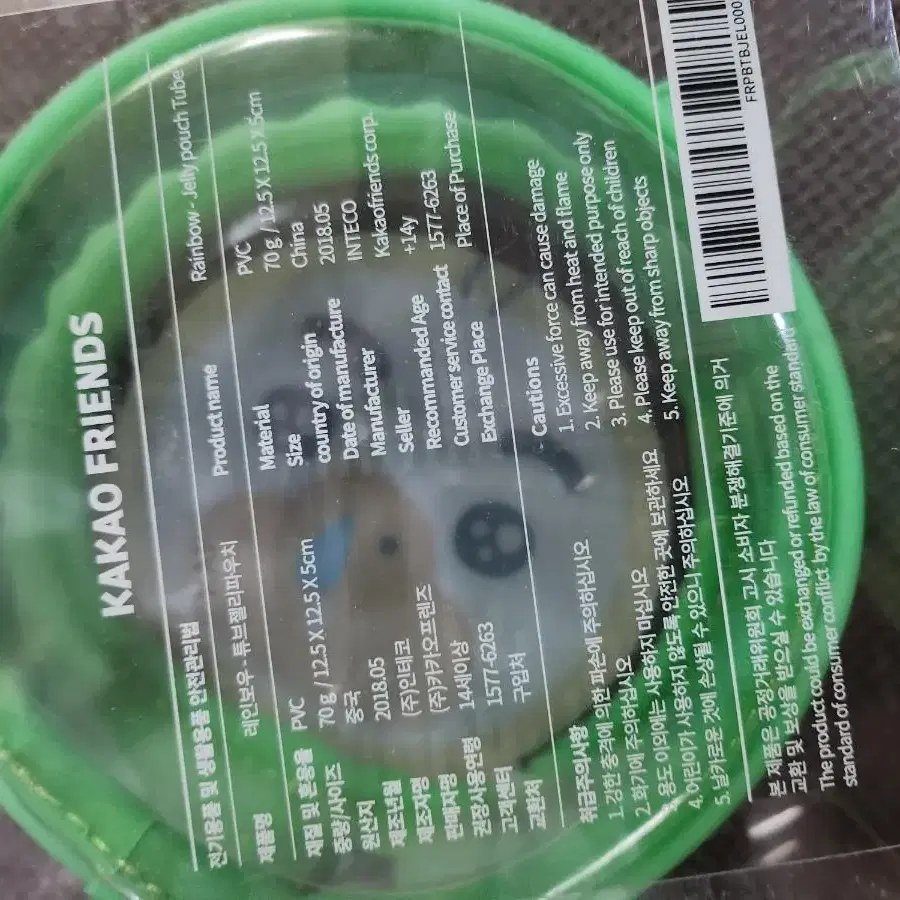 KAKAO FRIENDS
전기용품 및 생활용품 안전관리법
제품명 레인보우 - 튜브젤리파우치
재질 및 혼용율 PVC
중량/사이즈 70g / 12.5 X 12.5 X 5cm
원산지 중국
제조년월 2018.05
제조자명 (주)인테코
판매자명 (주)카카오프렌즈
권장사용연령 14세이상
고객센터 1577-6263
교환처 구입처
Product name Rainbow - Jelly pouch Tube
Material PVC
Size 70 g / 12.5 X 12.5 X 5cm
country of origin China
Date of manufacture 2018.05
Manufacturer INTECO
Seller Kakaofriends corp.
Recommanded Age +14y
Customer service contact 1577-6263
Exchange Place Place of Purchase
취급주의사항
1. 강한 충격에 의한 파손에 주의하십시오
2. 화기에 주의하십시오
용도 이외에는 사용하지 마십시오
4. 어린이가 사용하지 않도록 안전한 곳에 보관하세요
5. 날카로운 것에 손상될 수 있으니 주의하십시오
Cautions
1. Excessive force can cause damage
2. Keep away from heat and flame
3. Please use for intended purpose only
4. Please keep out of reach of children
5. Keep away from sharp objects
본 제품은 공정거래위원회 고시 소비자 분쟁해결기준에 의거
교환 및 보상을 받으실 수 있습니다
The product could be exchanged or refunded based on the
standard of consumer conflict by the law of consumer standard
FRPBTBJEL000